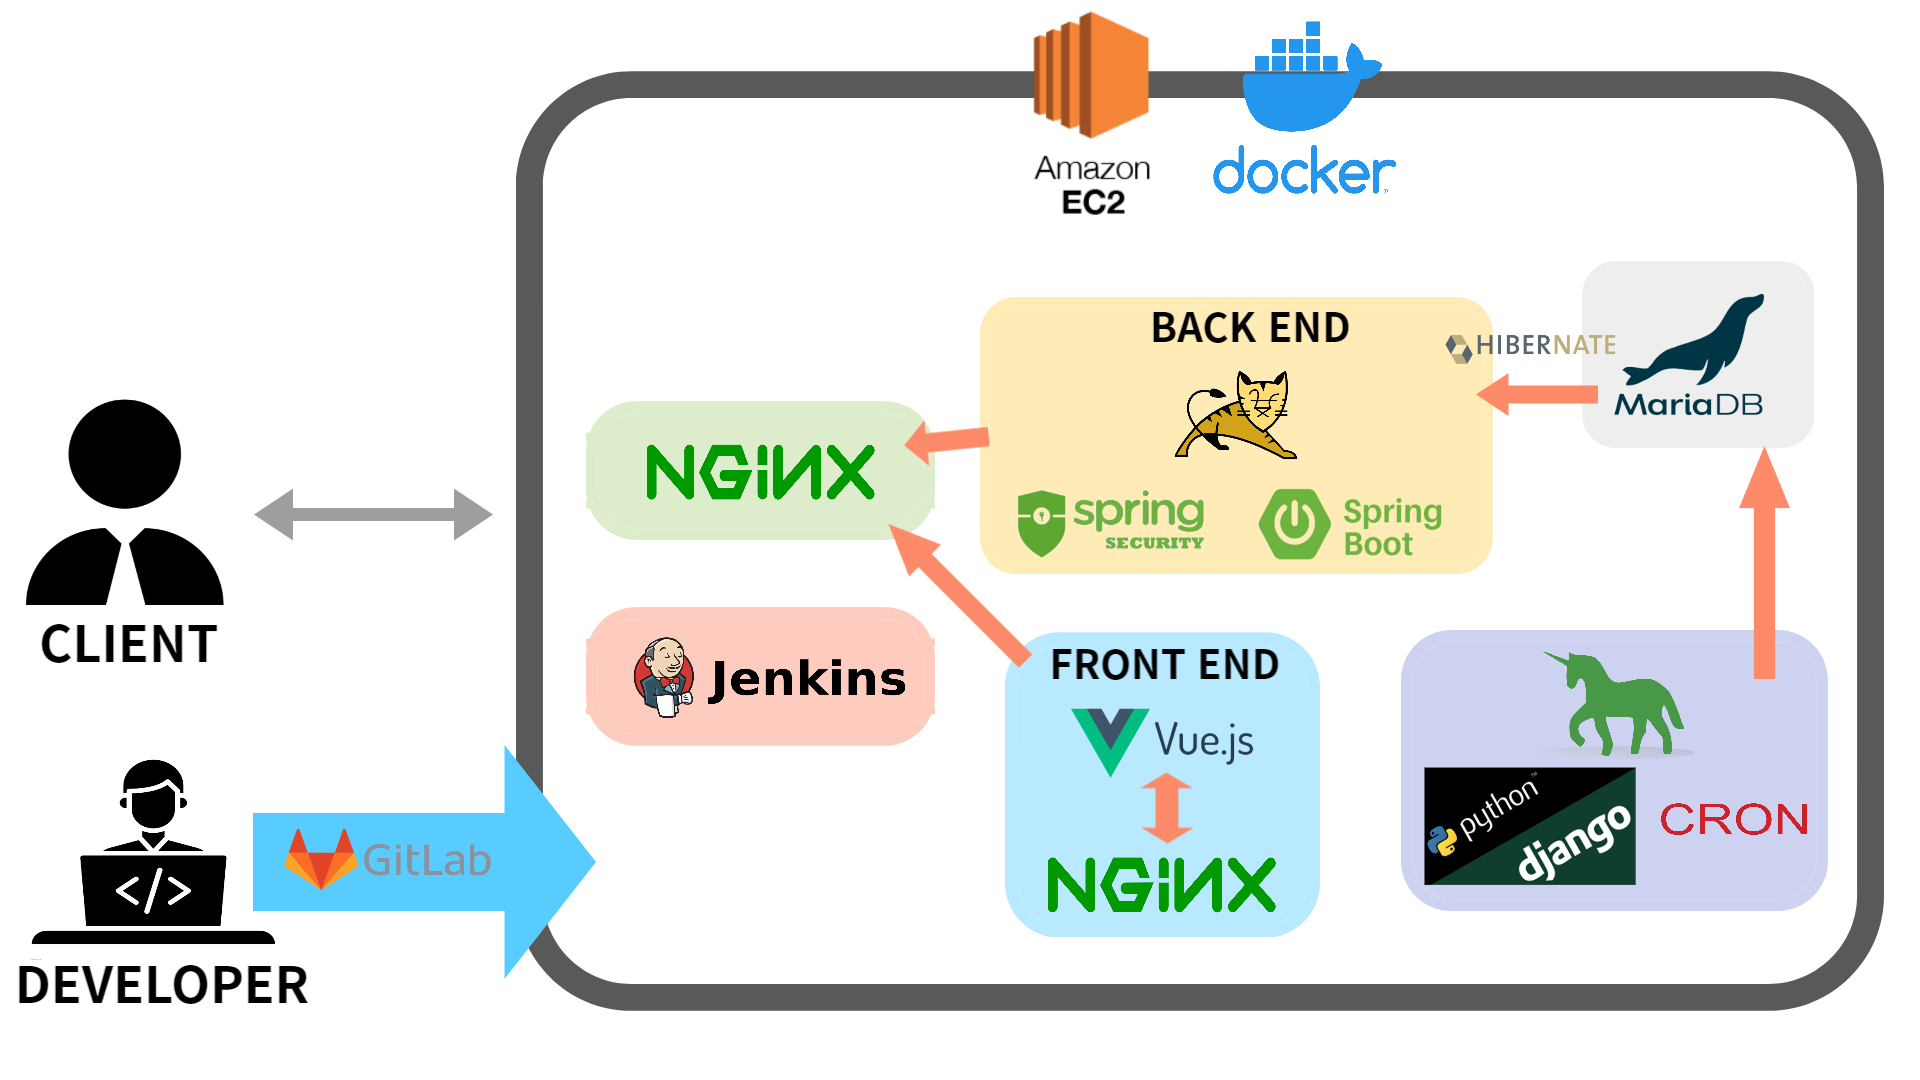 Amazon
EC2
docker
BACK END
HIBERNATE
MariaDB
NGiNX
spring
SECURITY
Spring
Boot
CLIENT
Jenkins
FRONT END
Vue.js
python
django
CRON
GitLab
NGiNX
</>
DEVELOPER